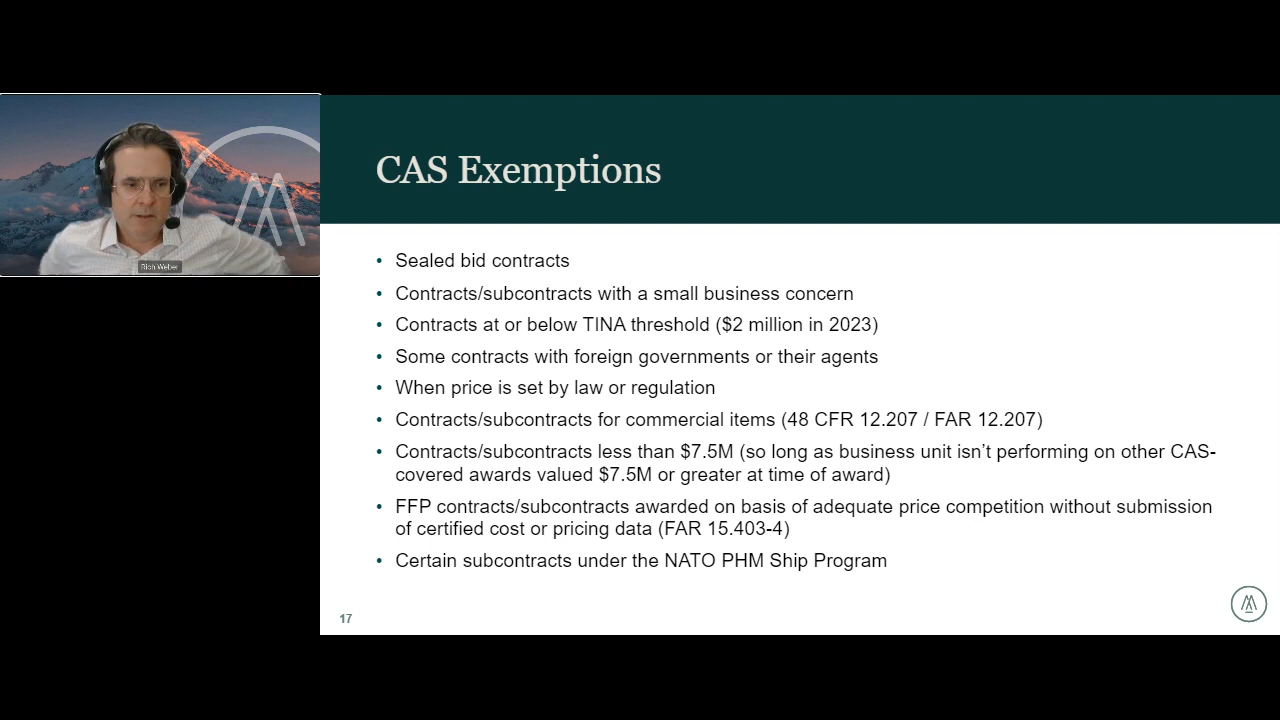 CAS Exemptions
Rich Weber
• Sealed bid contracts
• Contracts/subcontracts with a small business concern
• Contracts at or below TINA threshold ($2 million in 2023)
• Some contracts with foreign governments or their agents
• When price is set by law or regulation
• Contracts/subcontracts for commercial items (48 CFR 12.207 / FAR 12.207)
• Contracts/subcontracts less than $7.5M (so long as business unit isn’t performing on other CAS-
covered awards valued $7.5M or greater at time of award)
• FFP contracts/subcontracts awarded on basis of adequate price competition without submission
of certified cost or pricing data (FAR 15.403-4)
• Certain subcontracts under the NATO PHM Ship Program
17